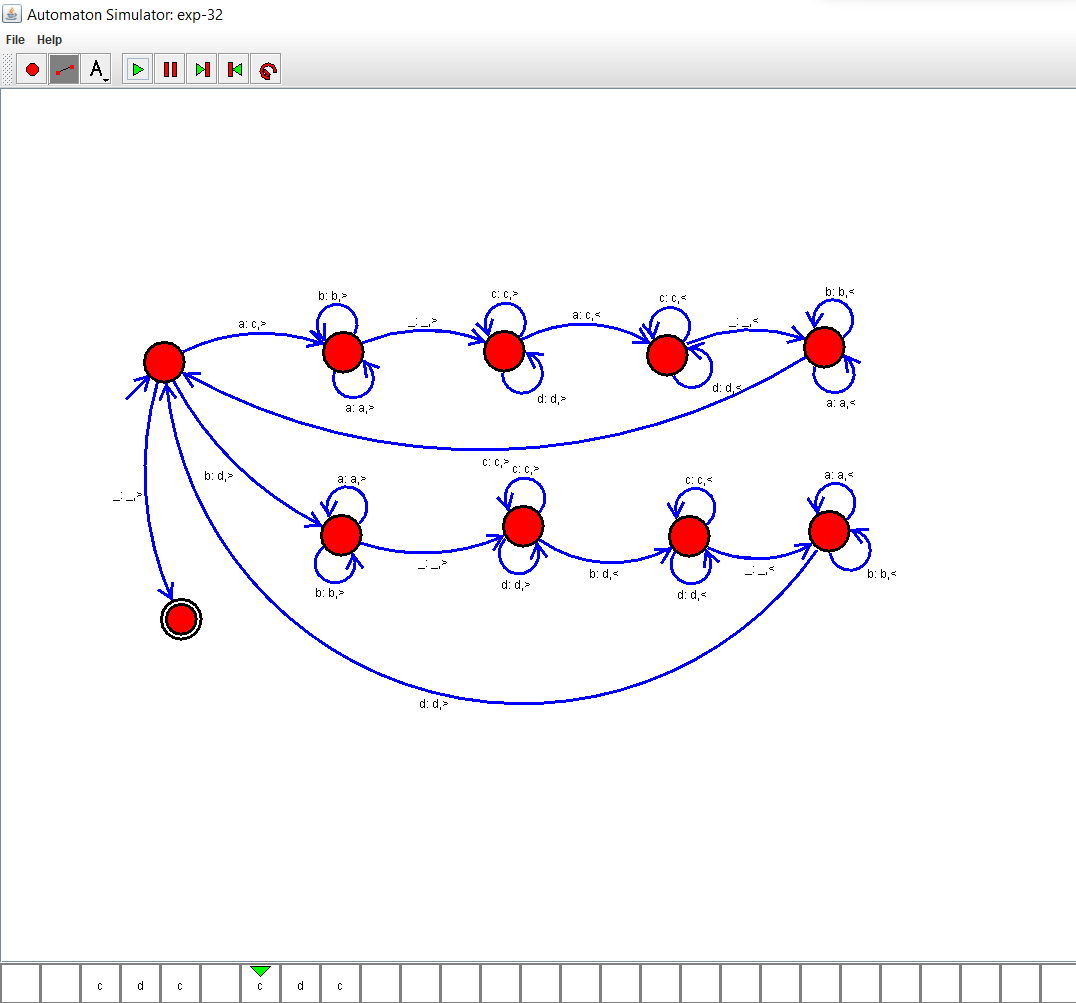 Automaton Simulator: exp-32
File Help
A
b: b,>
c: c,>
c: c,<
b: b,<
a: c,>
_: _,>
a: c,<
_: _,<
a: a,>
d: d,>
d: d,<
a: a,<
c: c,>
b: d,>
a: a,>
c: c,>
c: c,<
a: a,<
_: _,>
_: _,>
b: d,<
_: _,<
b: b,<
b: b,>
d: d,>
d: d,<
d: d,>
c d c c d c